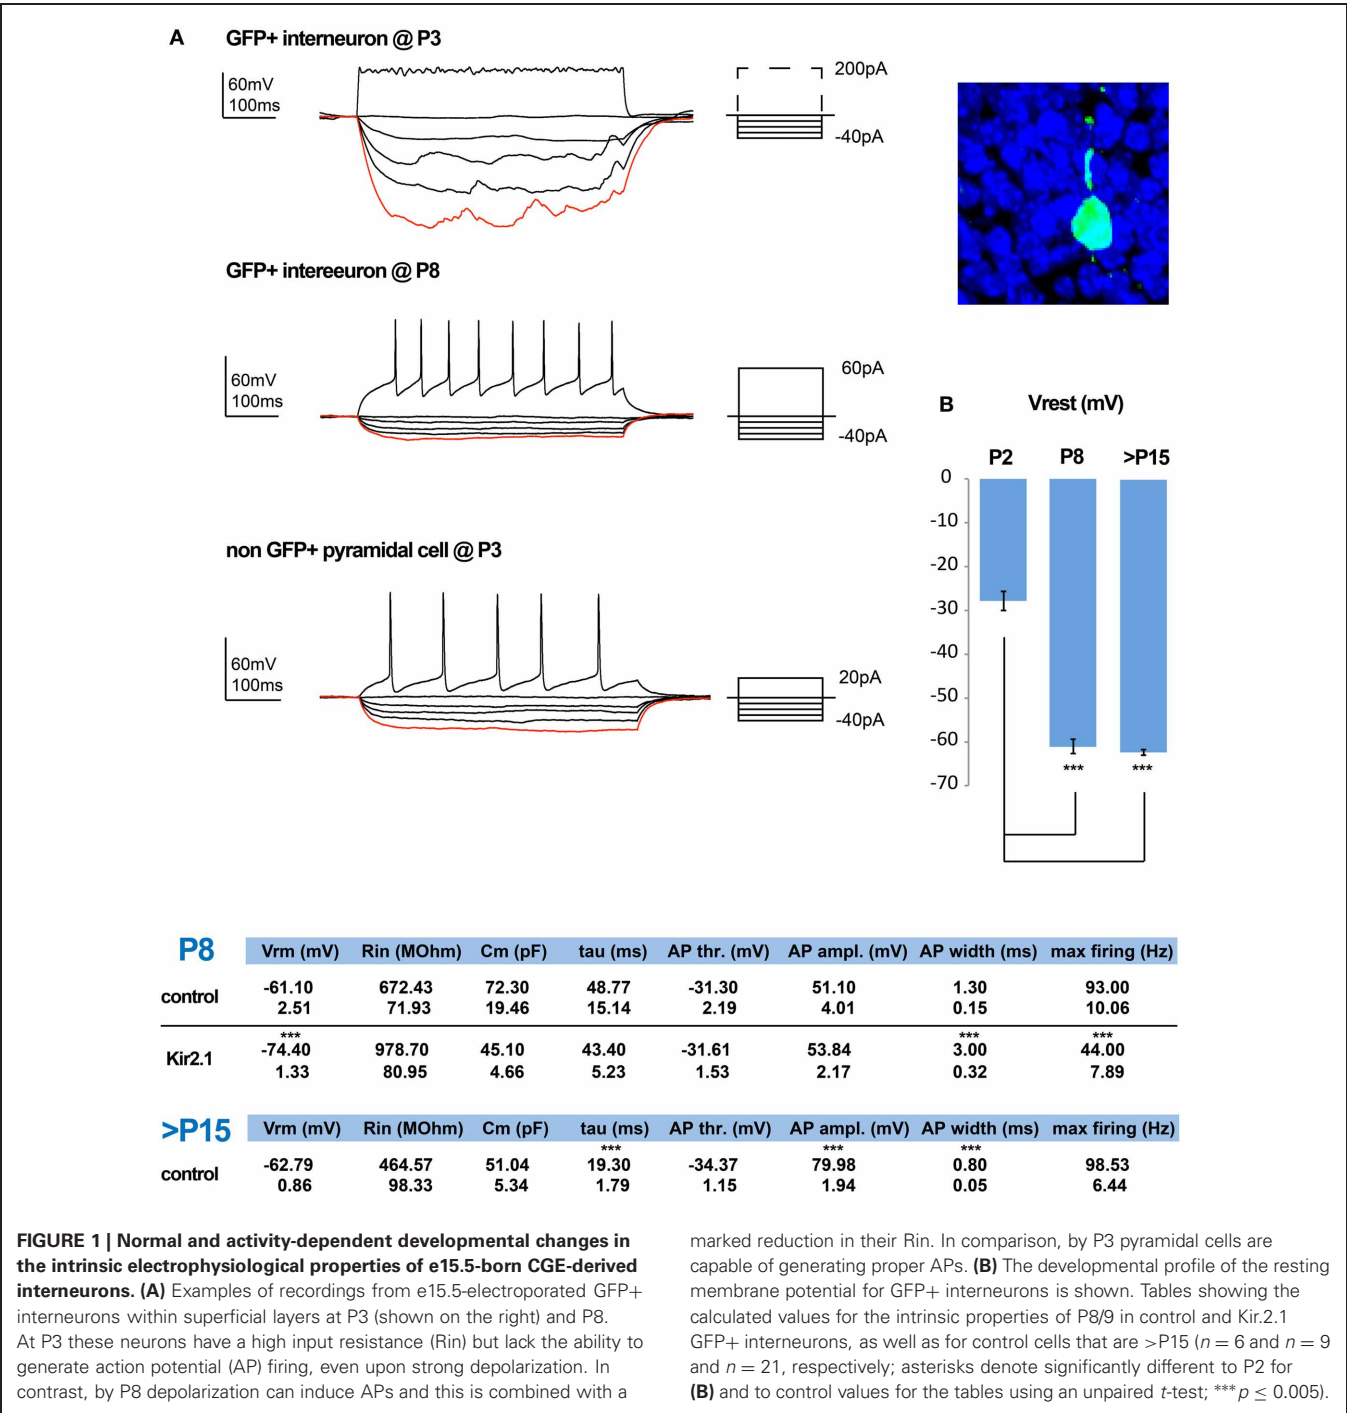 A GFP+ interneuron @ P3
60mV
100ms
200pA
-40pA
GFP+ intereeuron @ P8
60mV
100ms
60pA
-40pA
non GFP+ pyramidal cell @ P3
60mV
100ms
20pA
-40pA
B Vrest (mV)
P2 P8 >P15
0
-10
-20
-30
-40
-50
-60
-70
*** ***
P8 Vrm (mV) Rin (MOhm) Cm (pF) tau (ms) AP thr. (mV) AP ampl. (mV) AP width (ms) max firing (Hz)
control -61.10 672.43 72.30 48.77 -31.30 51.10 1.30 93.00
2.51 71.93 19.46 15.14 2.19 4.01 0.15 10.06
*** *** ***
Kir2.1 -74.40 978.70 45.10 43.40 -31.61 53.84 3.00 44.00
1.33 80.95 4.66 5.23 1.53 2.17 0.32 7.89
>P15 Vrm (mV) Rin (MOhm) Cm (pF) tau (ms) AP thr. (mV) AP ampl. (mV) AP width (ms) max firing (Hz)
*** *** ***
control -62.79 464.57 51.04 19.30 -34.37 79.98 0.80 98.53
0.86 98.33 5.34 1.79 1.15 1.94 0.05 6.44
FIGURE 1 | Normal and activity-dependent developmental changes in
the intrinsic electrophysiological properties of e15.5-born CGE-derived
interneurons. (A) Examples of recordings from e15.5-electroporated GFP+
interneurons within superficial layers at P3 (shown on the right) and P8.
At P3 these neurons have a high input resistance (Rin) but lack the ability to
generate action potential (AP) firing, even upon strong depolarization. In
contrast, by P8 depolarization can induce APs and this is combined with a
marked reduction in their Rin. In comparison, by P3 pyramidal cells are
capable of generating proper APs. (B) The developmental profile of the resting
membrane potential for GFP+ interneurons is shown. Tables showing the
calculated values for the intrinsic properties of P8/9 in control and Kir.2.1
GFP+ interneurons, as well as for control cells that are >P15 (n = 6 and n = 9
and n = 21, respectively; asterisks denote significantly different to P2 for
(B) and to control values for the tables using an unpaired t-test; ***p ≤ 0.005).